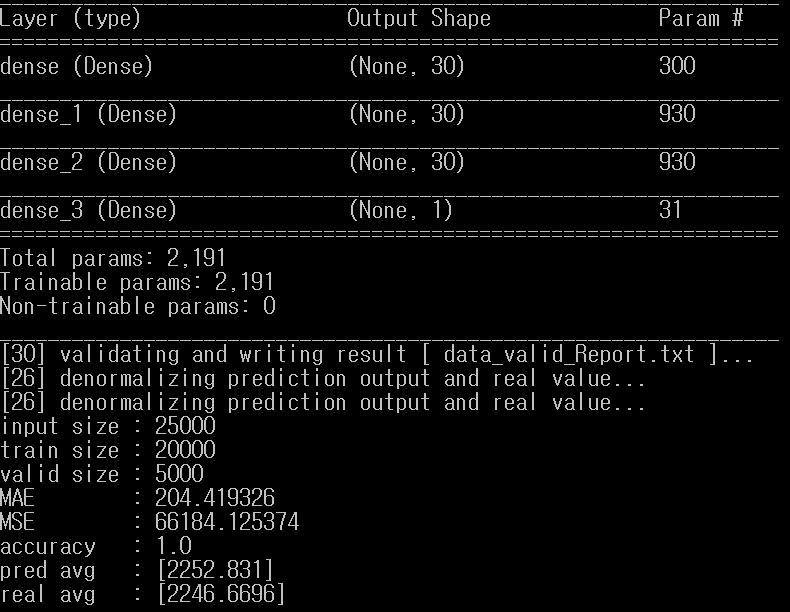 Layer (type) Output Shape Param #
=================================================================
dense (Dense) (None, 30) 300
_________________________________________________________________
dense_1 (Dense) (None, 30) 930
_________________________________________________________________
dense_2 (Dense) (None, 30) 930
_________________________________________________________________
dense_3 (Dense) (None, 1) 31
=================================================================
Total params: 2,191
Trainable params: 2,191
Non-trainable params: 0
_________________________________________________________________
[30] validating and writing result [ data_valid_Report.txt ]...
[26] denormalizing prediction output and real value...
[26] denormalizing prediction output and real value...
input size : 25000
train size : 20000
valid size : 5000
MAE : 204.419326
MSE : 66184.125374
accuracy : 1.0
pred avg : [2252.831]
real avg : [2246.6696]